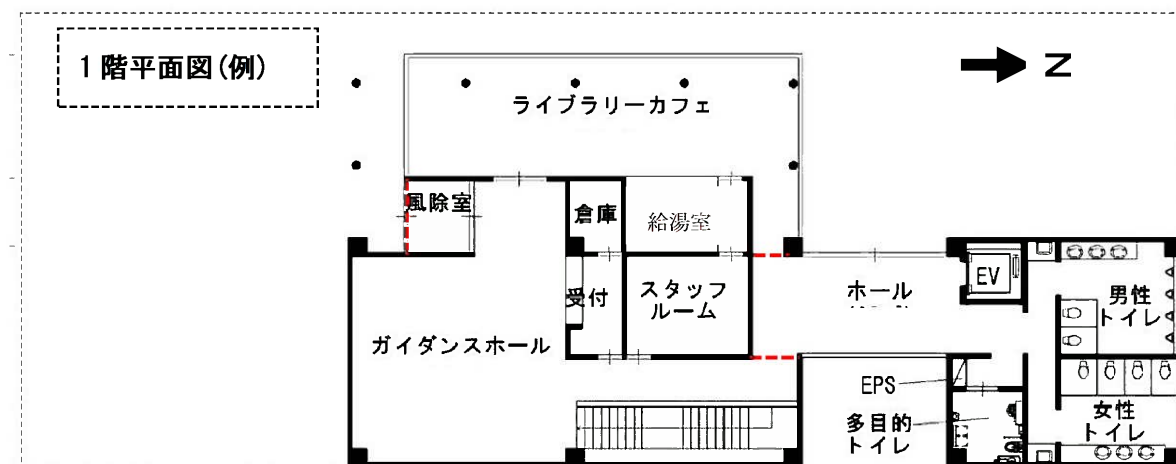 1階平面図(例)
N
ライブラリーカフェ
風除室
倉庫
給湯室
EV
受付
スタッフ
ルーム
ホール
男性
トイレ
ガイダンスホール
EPS
多目的
トイレ
女性
トイレ